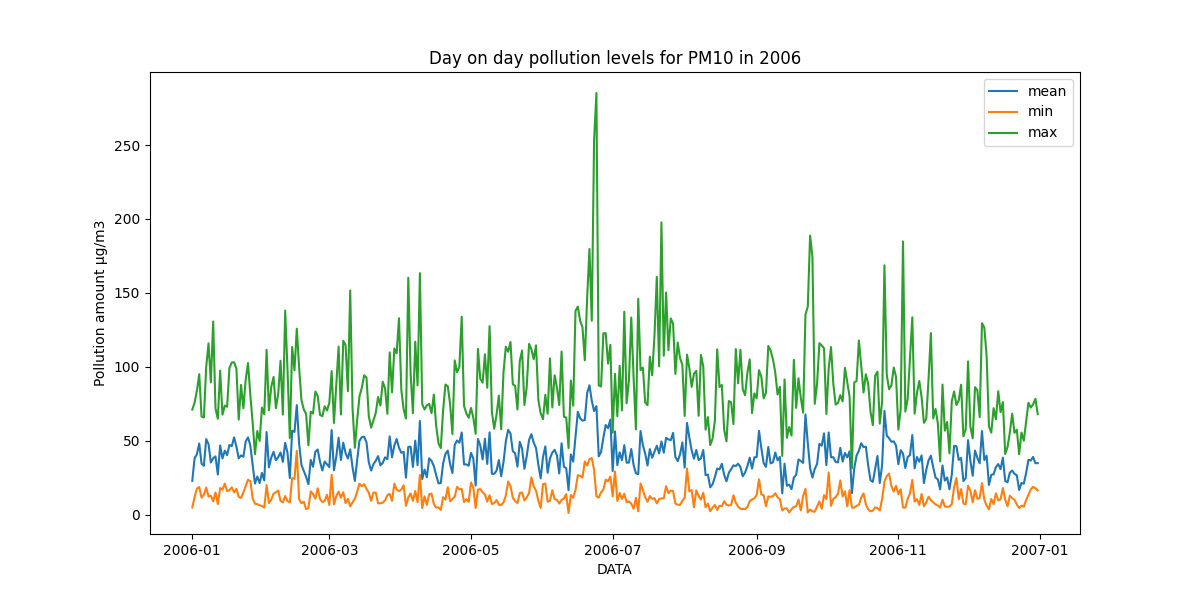 Day on day pollution levels for PM10 in 2006
mean
min
max
Pollution amount µg/m3
250
200
150
100
50
0
2006-01
2006-03
2006-05
2006-07
2006-09
2006-11
2007-01
DATA